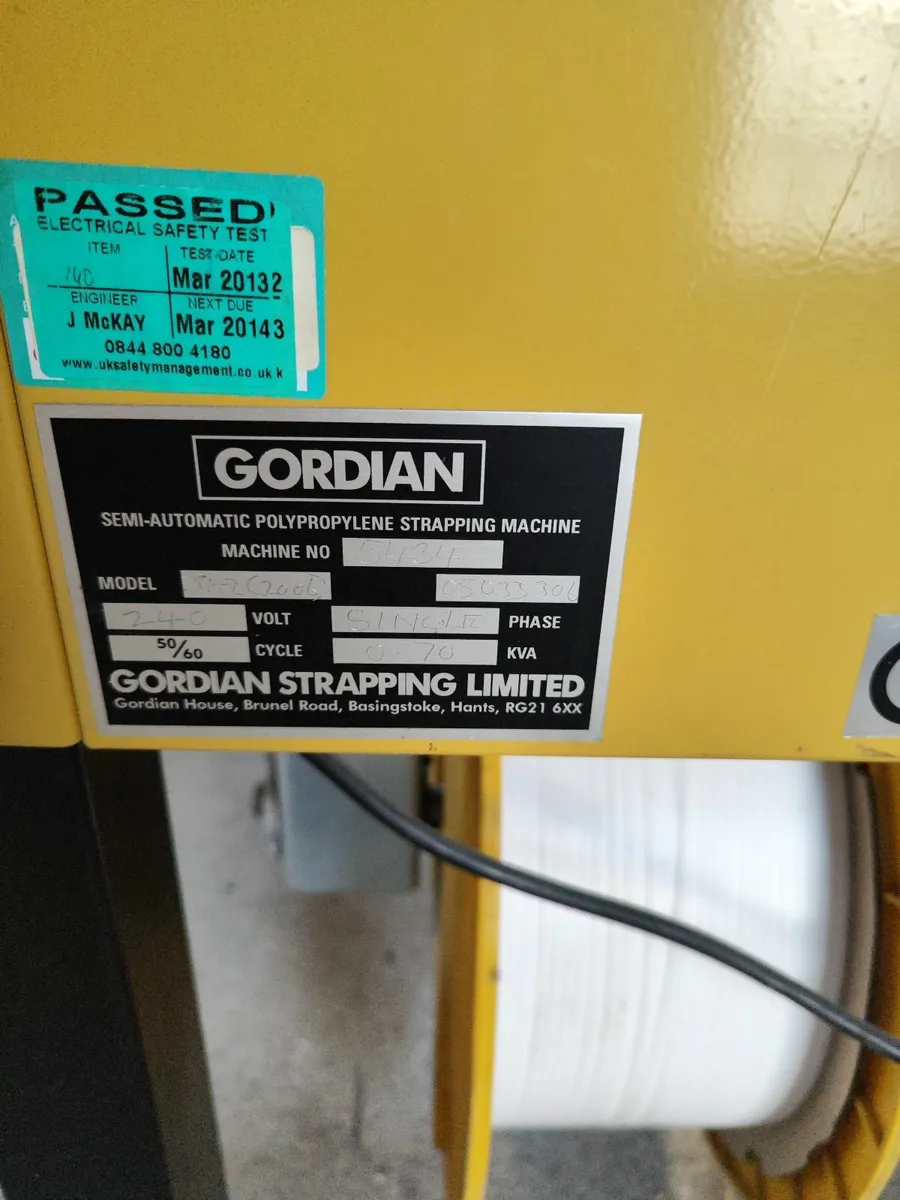 PASSED
ELECTRICAL SAFETY TEST
ITEM
TEST DATE
140
Mar 20132
ENGINEER
NEXT DUE
J McKAY
Mar 20143
0844 800 4180
www.uksafetymanagement.co.uk k
GORDIAN
SEMI-AUTOMATIC POLYPROPYLENE STRAPPING MACHINE
MACHINE NO 5434
MODEL 05033306
240 VOLT SINGLE PHASE
50/60 CYCLE 0.70 KVA
GORDIAN STRAPPING LIMITED
Gordian House, Brunel Road, Basingstoke, Hants, RG21 6XX